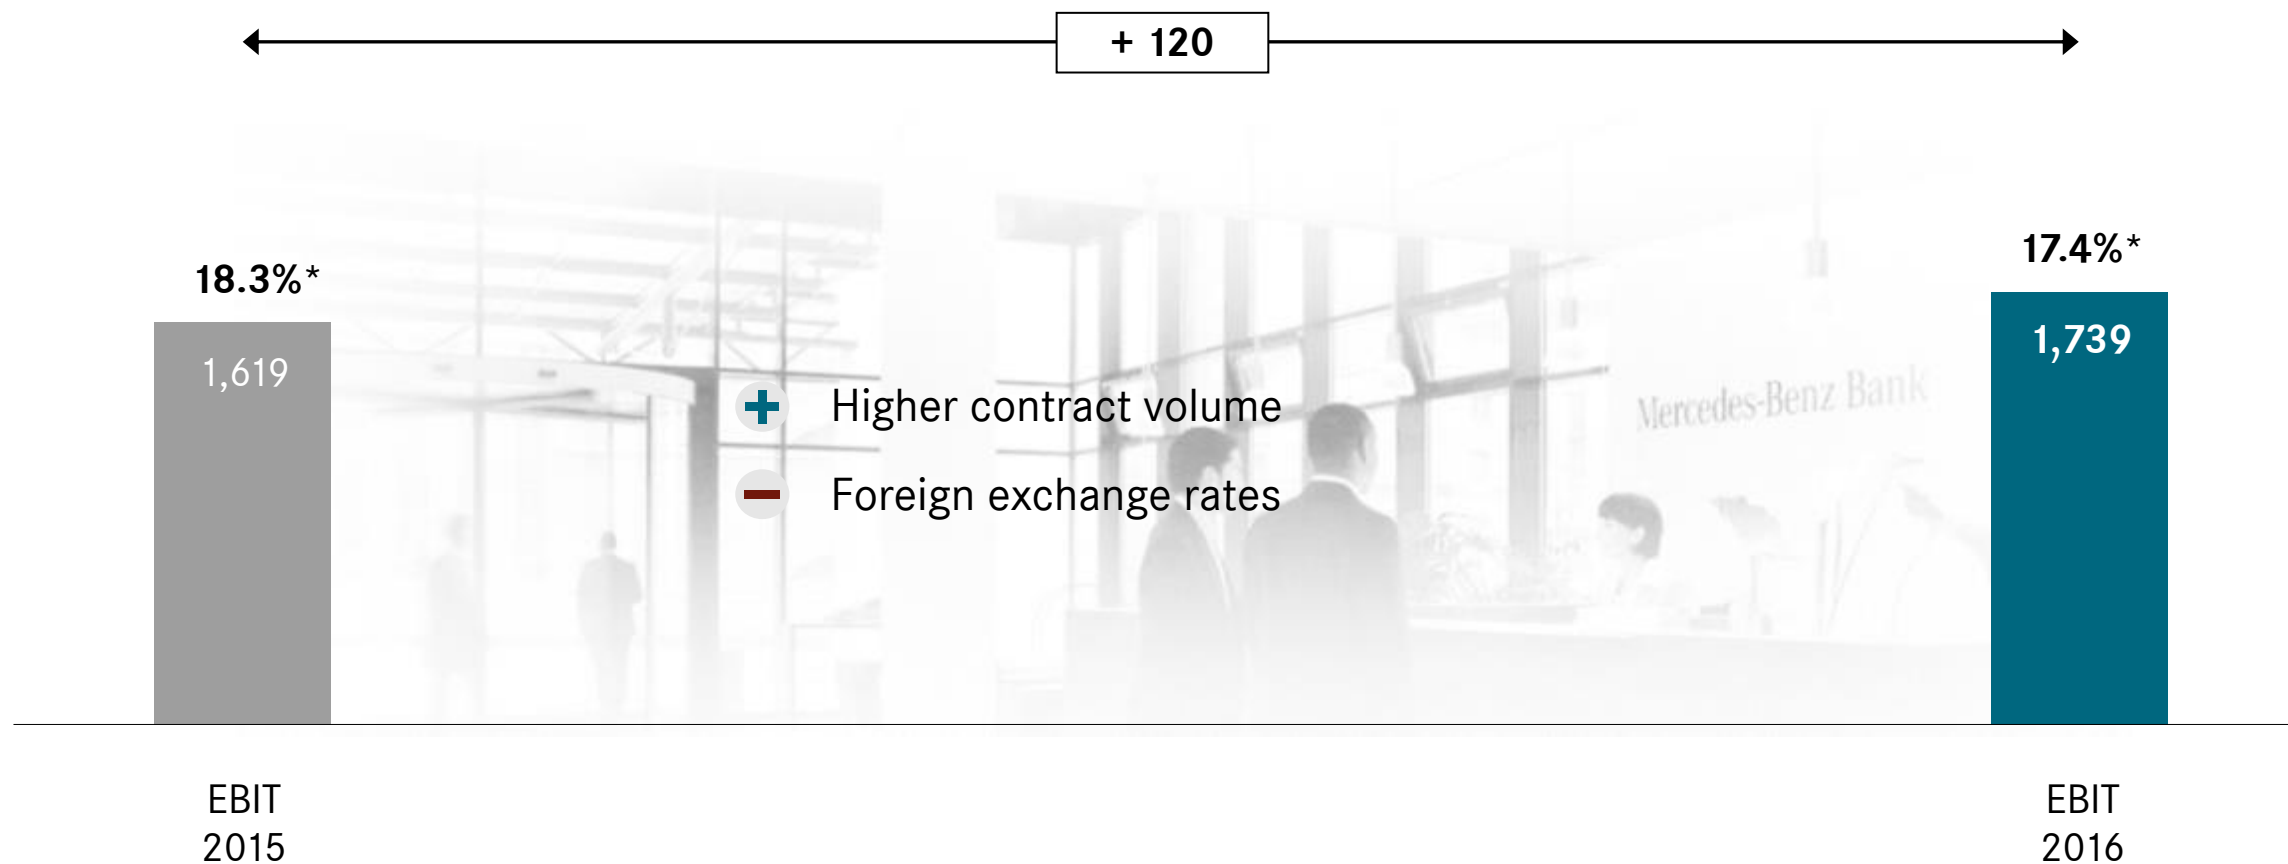 + 120
18.3%*
17.4%*
1,619
1,739
Higher contract volume
Foreign exchange rates
Mercedes-Benz Bank
EBIT
2015
EBIT
2016